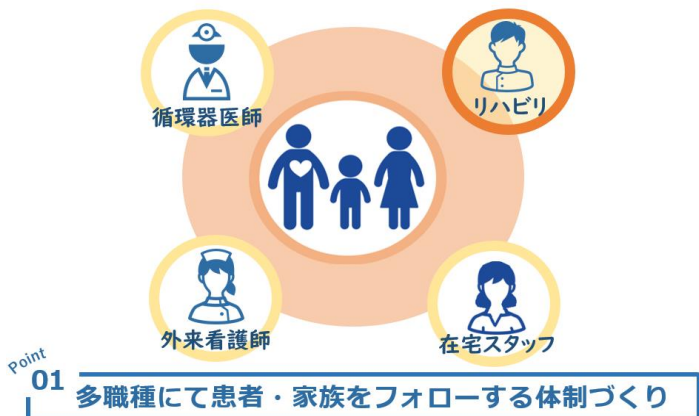 循環器医師
リハビリ
外来看護師
在宅スタッフ
Point
01
多職種にて患者・家族をフォローする体制づくり